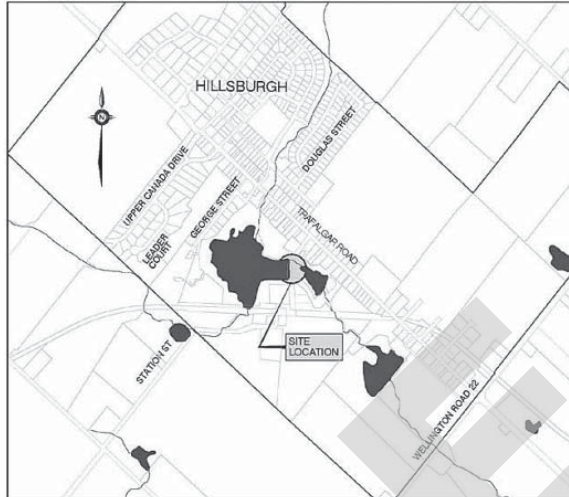 HILLSBURGH
N
DOUGLAS STREET
UPPER CANADA DRIVE
GEORGE STREET
TRAFALGAR ROAD
LEADER
COURT
SITE
LOCATION
STATION ST
WELLINGTON ROAD 22